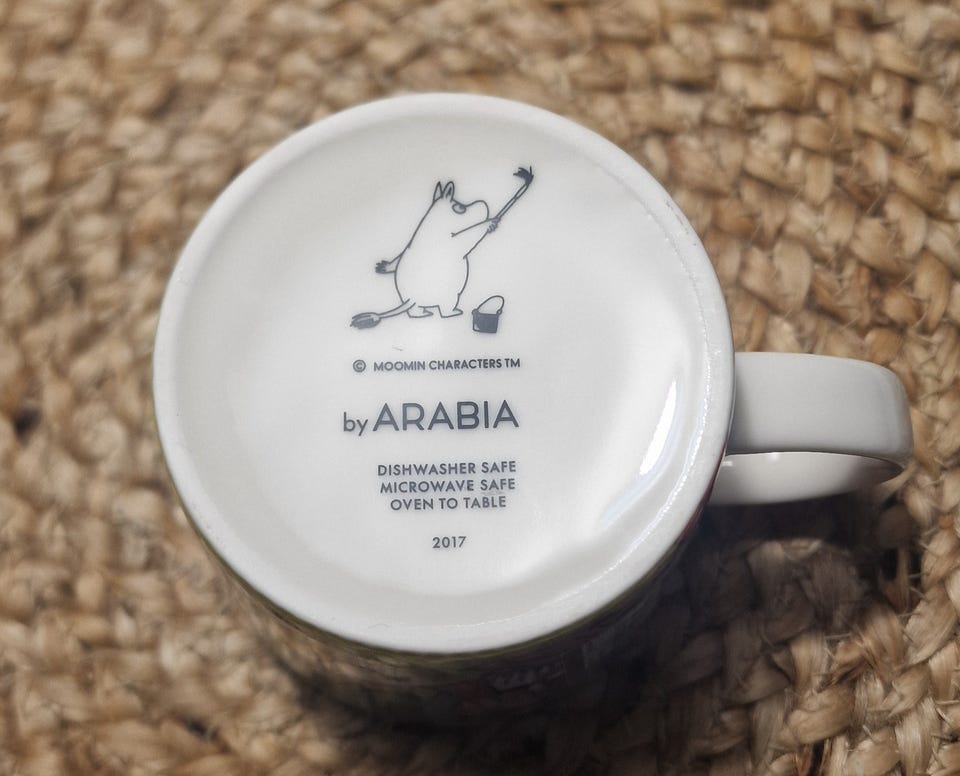 © MOOMIN CHARACTERS TM
by ARABIA
DISHWASHER SAFE
MICROWAVE SAFE
OVEN TO TABLE
2017